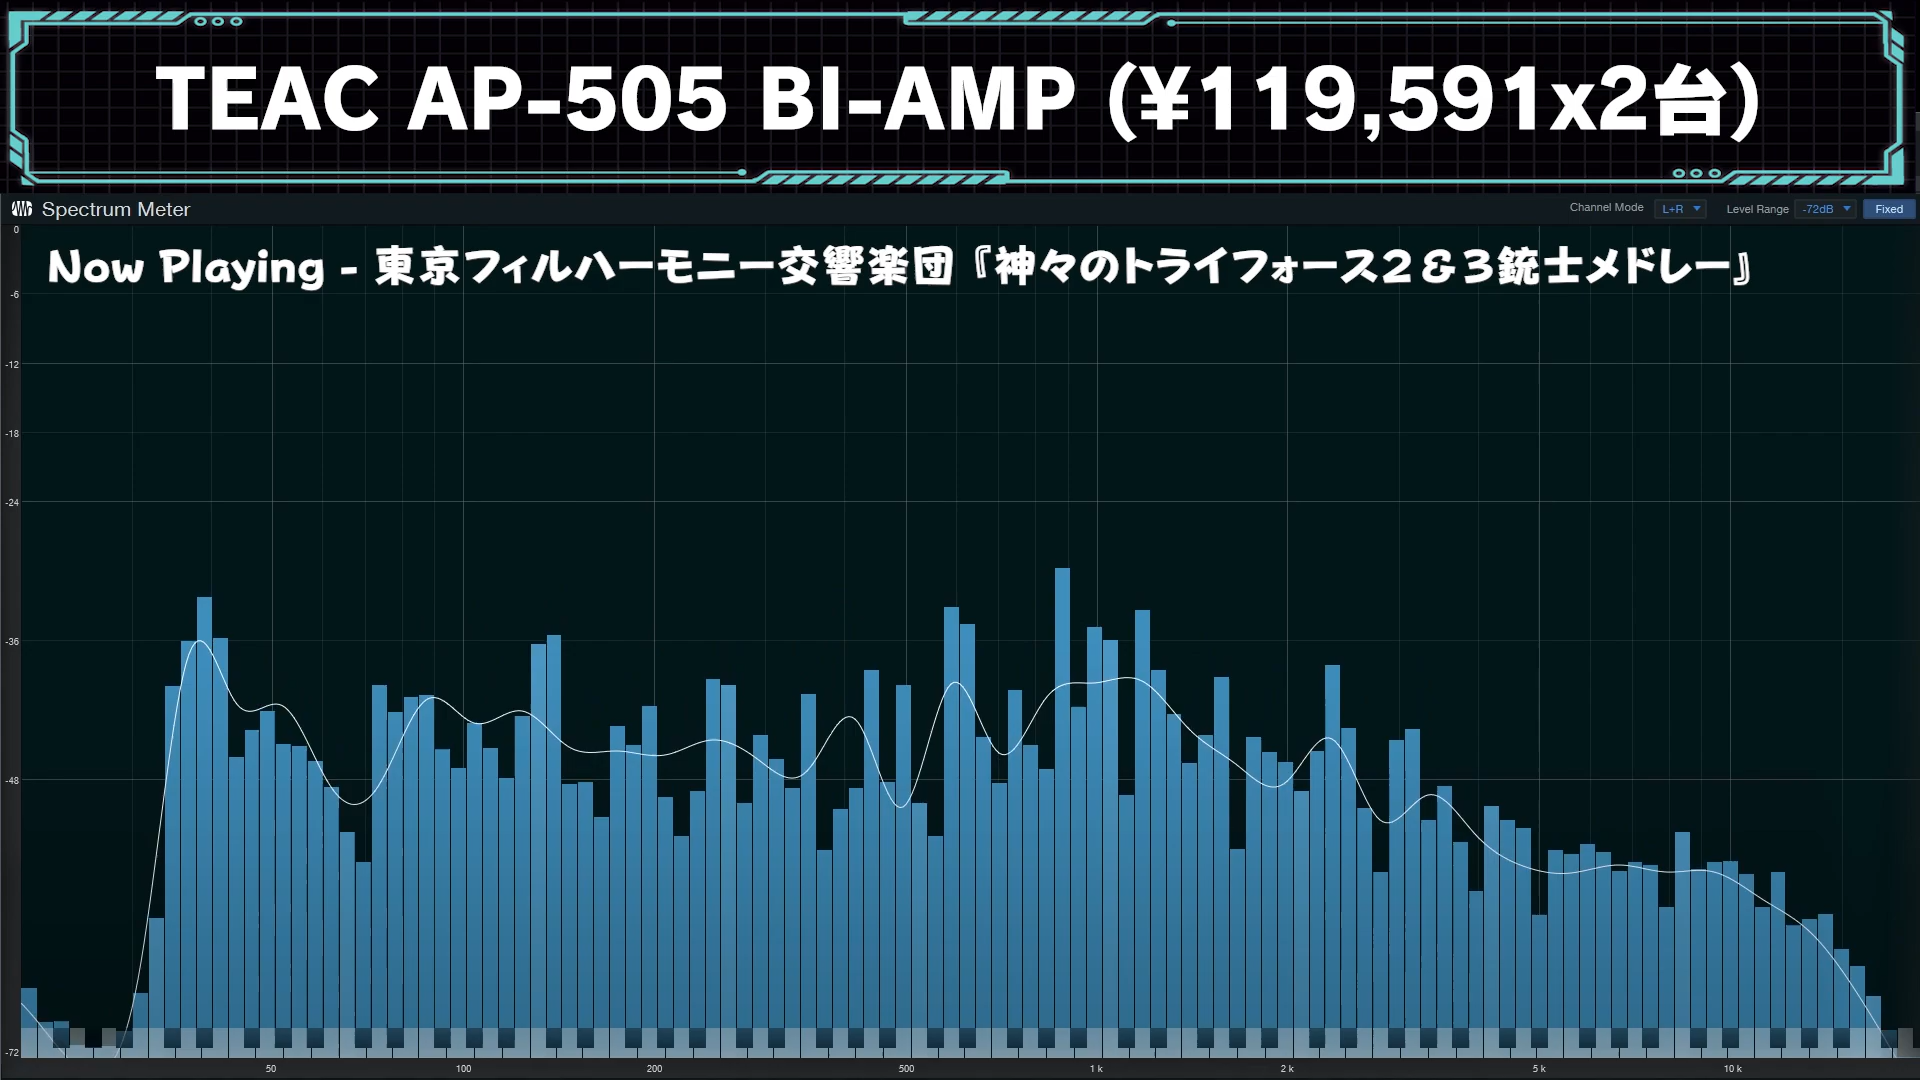 TEAC AP-505 BI-AMP (¥119,591x2台)
Spectrum Meter
Channel Mode L+R Level Range -72dB Fixed
Now Playing - 東京フィルハーモニー交響楽団『神々のトライフォース2&3銃士メドレー』
0
-6
-12
-18
-24
-36
-48
-72
50 100 200 500 1 k 2 k 5 k 10 k